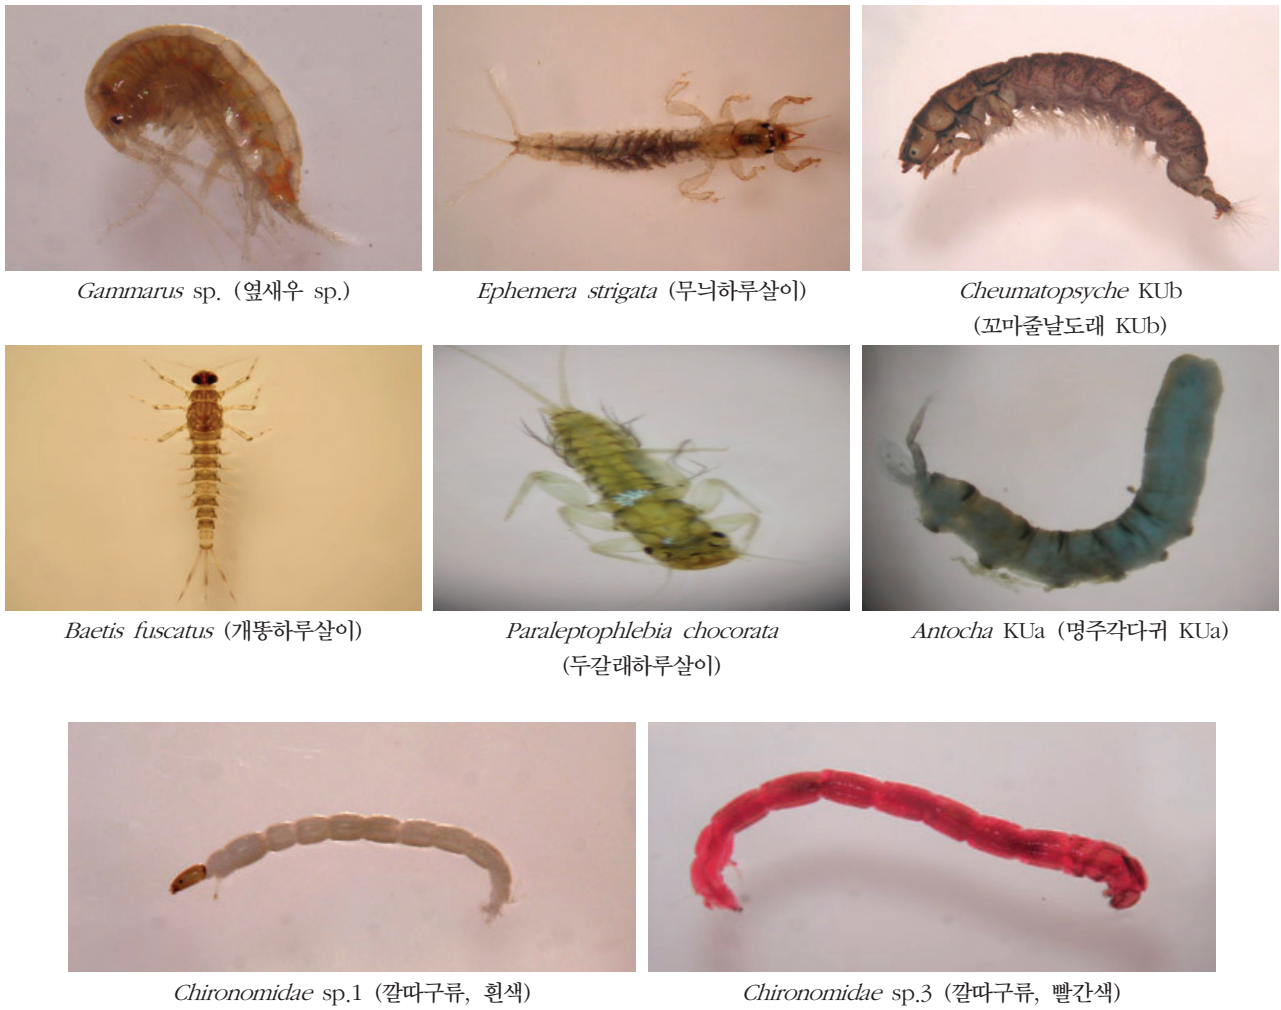 Gammarus sp. (옆새우 sp.)
Ephemera strigata (무늬하루살이)
Cheumatopsyche KUb
(꼬마줄날도래 KUb)
Baetis fuscatus (개똥하루살이)
Paraleptophlebia chocorata
(두갈래하루살이)
Antocha KUa (명주각다귀 KUa)
Chironomidae sp.1 (깔따구류, 흰색)
Chironomidae sp.3 (깔따구류, 빨간색)